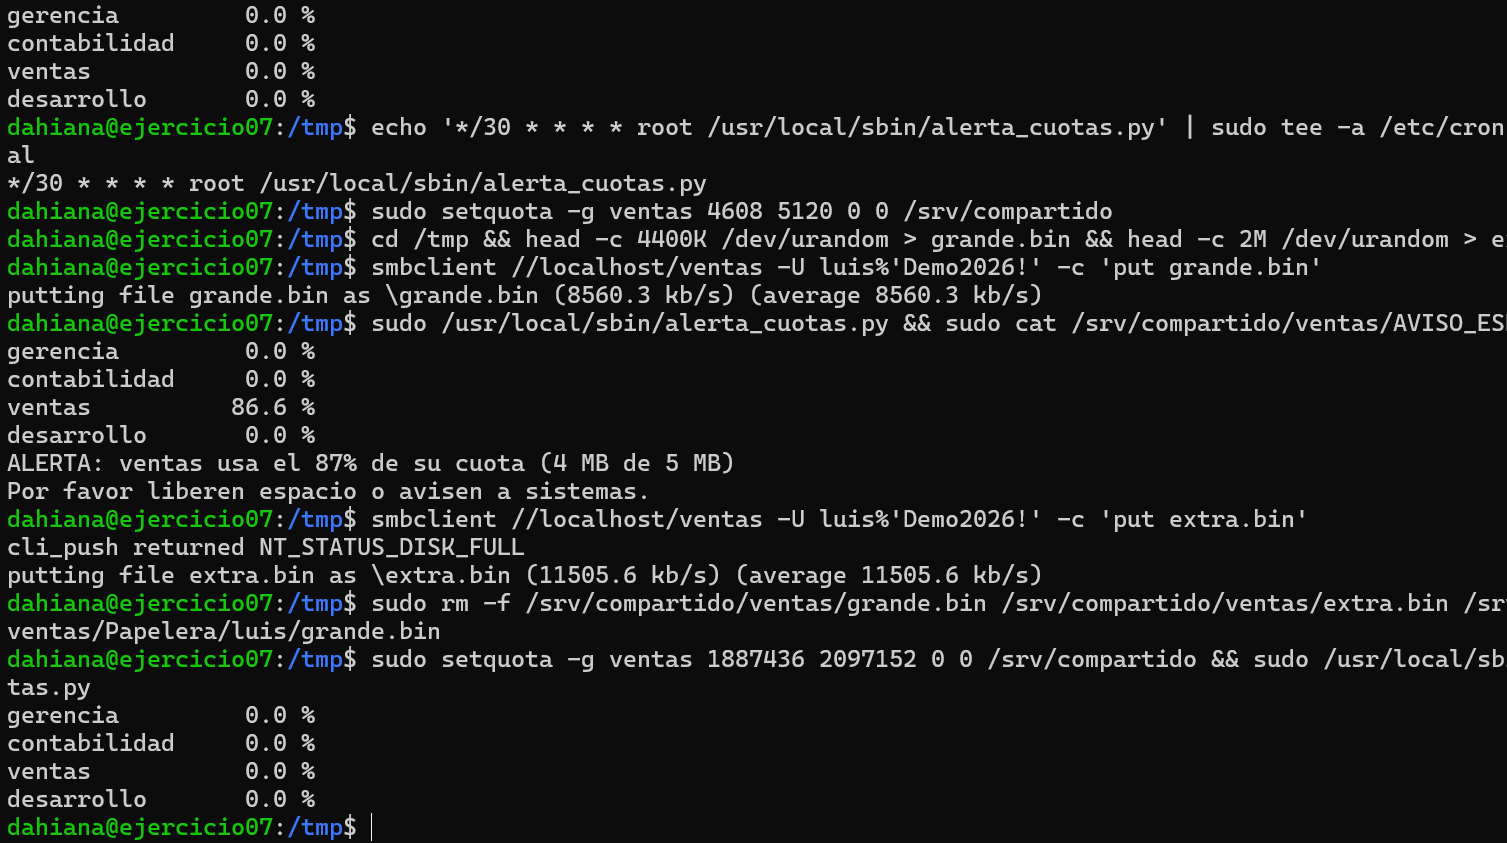 gerencia 0.0 %
contabilidad 0.0 %
ventas 0.0 %
desarrollo 0.0 %
dahiana@ejercicio07:/tmp$ echo '*/30 * * * * root /usr/local/sbin/alerta_cuotas.py' | sudo tee -a /etc/cron
al
*/30 * * * * root /usr/local/sbin/alerta_cuotas.py
dahiana@ejercicio07:/tmp$ sudo setquota -g ventas 4608 5120 0 0 /srv/compartido
dahiana@ejercicio07:/tmp$ cd /tmp && head -c 4400K /dev/urandom > grande.bin && head -c 2M /dev/urandom > e
dahiana@ejercicio07:/tmp$ smbclient //localhost/ventas -U luis%'Demo2026!' -c 'put grande.bin'
putting file grande.bin as \grande.bin (8560.3 kb/s) (average 8560.3 kb/s)
dahiana@ejercicio07:/tmp$ sudo /usr/local/sbin/alerta_cuotas.py && sudo cat /srv/compartido/ventas/AVISO_ES
gerencia 0.0 %
contabilidad 0.0 %
ventas 86.6 %
desarrollo 0.0 %
ALERTA: ventas usa el 87% de su cuota (4 MB de 5 MB)
Por favor liberen espacio o avisen a sistemas.
dahiana@ejercicio07:/tmp$ smbclient //localhost/ventas -U luis%'Demo2026!' -c 'put extra.bin'
cli_push returned NT_STATUS_DISK_FULL
putting file extra.bin as \extra.bin (11505.6 kb/s) (average 11505.6 kb/s)
dahiana@ejercicio07:/tmp$ sudo rm -f /srv/compartido/ventas/grande.bin /srv/compartido/ventas/extra.bin /sr
ventas/Papelera/luis/grande.bin
dahiana@ejercicio07:/tmp$ sudo setquota -g ventas 1887436 2097152 0 0 /srv/compartido && sudo /usr/local/sb
tas.py
gerencia 0.0 %
contabilidad 0.0 %
ventas 0.0 %
desarrollo 0.0 %
dahiana@ejercicio07:/tmp$